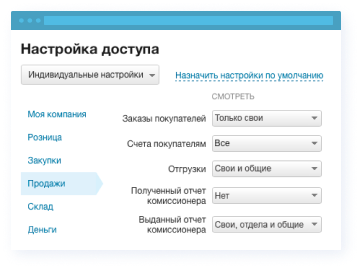 Настройка доступа
Индивидуальные настройки
Назначить настройки по умолчанию
СМОТРЕТЬ
Моя компания
Розница
Закупки
Продажи
Склад
Деньги
Заказы покупателей Только свои
Счета покупателям Все
Отгрузки Свои и общие
Полученный отчет
комиссионера Нет
Выданный отчет
комиссионера Свои, отдела и общие